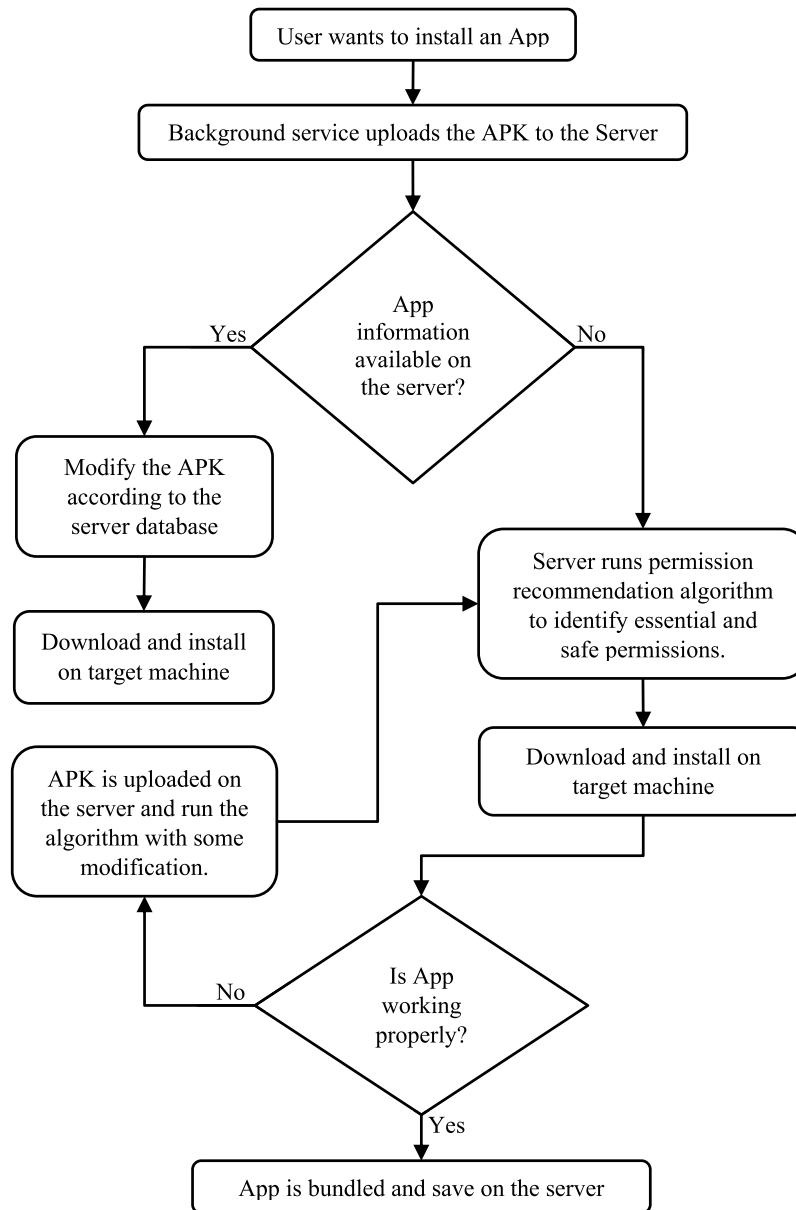 User wants to install an App
Background service uploads the APK to the Server
App
information
available on
the server?
Yes
No
Modify the APK
according to the
server database
Download and install
on target machine
Server runs permission
recommendation algorithm
to identify essential and
safe permissions.
Download and install on
target machine
APK is uploaded on
the server and run the
algorithm with some
modification.
Is App
working
properly?
No
Yes
App is bundled and save on the server